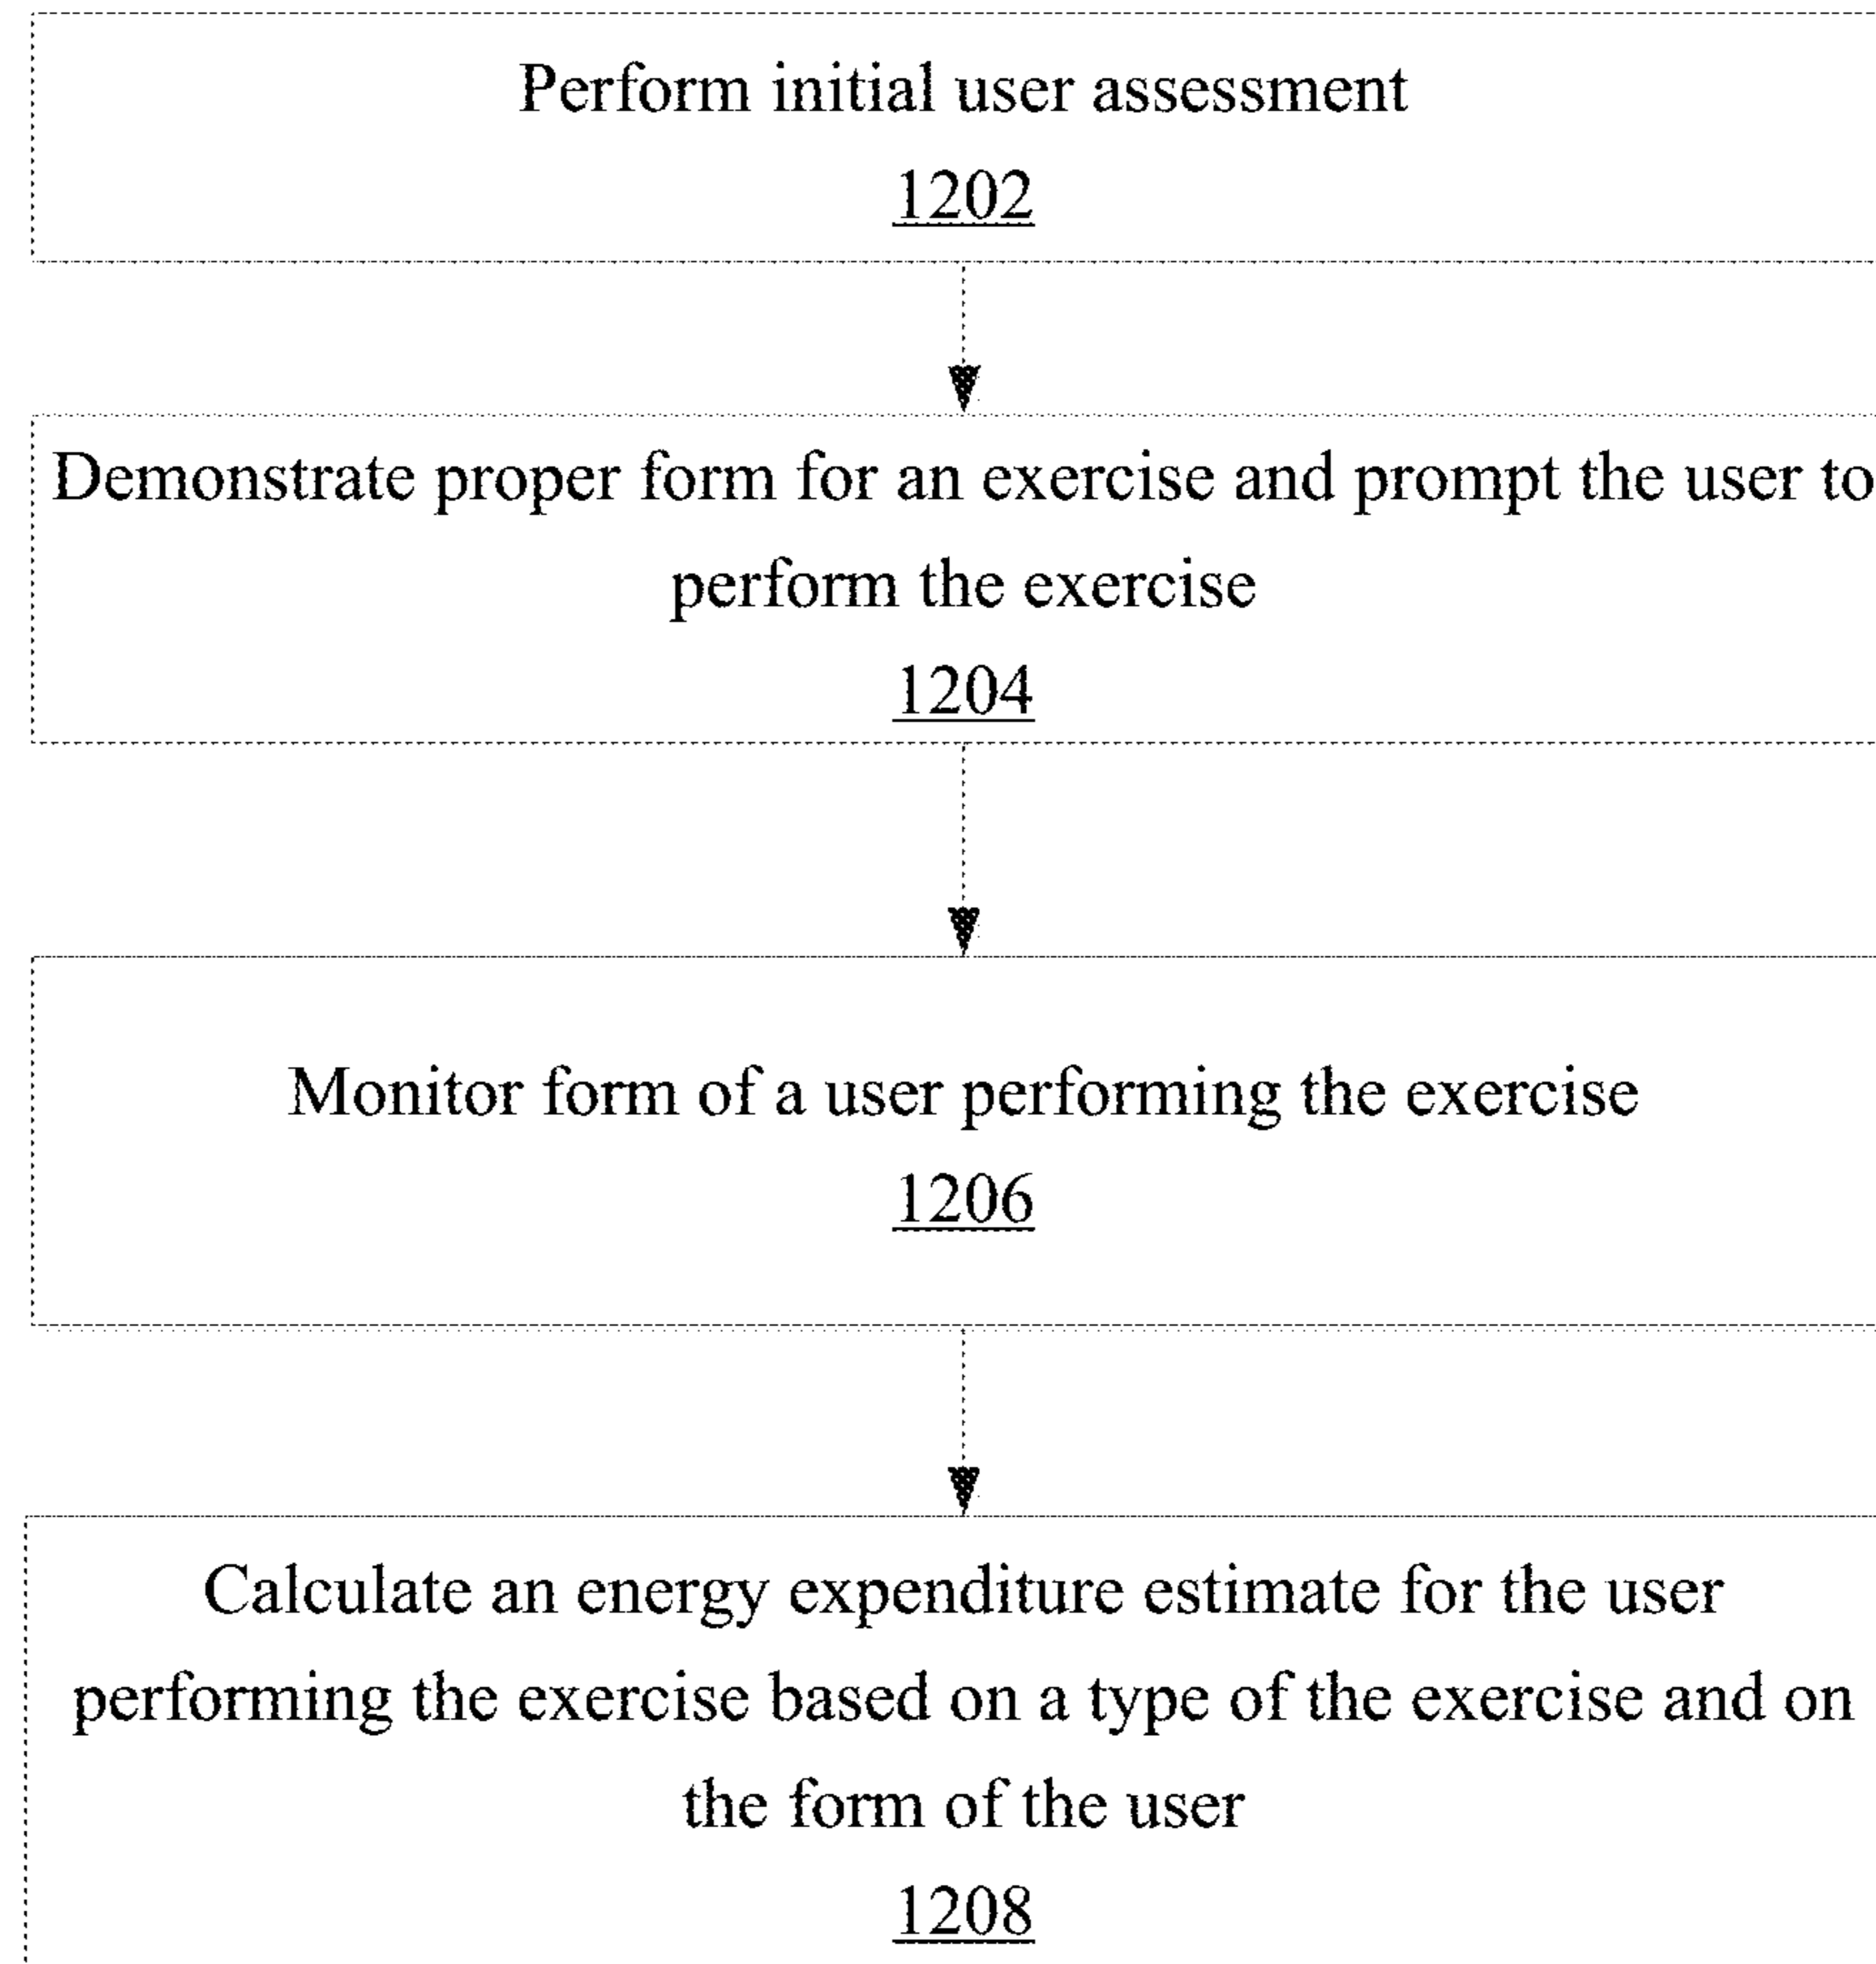 Perform initial user assessment
1202
Demonstrate proper form for an exercise and prompt the user to
perform the exercise
1204
Monitor form of a user performing the exercise
1206
Calculate an energy expenditure estimate for the user
performing the exercise based on a type of the exercise and on
the form of the user
1208